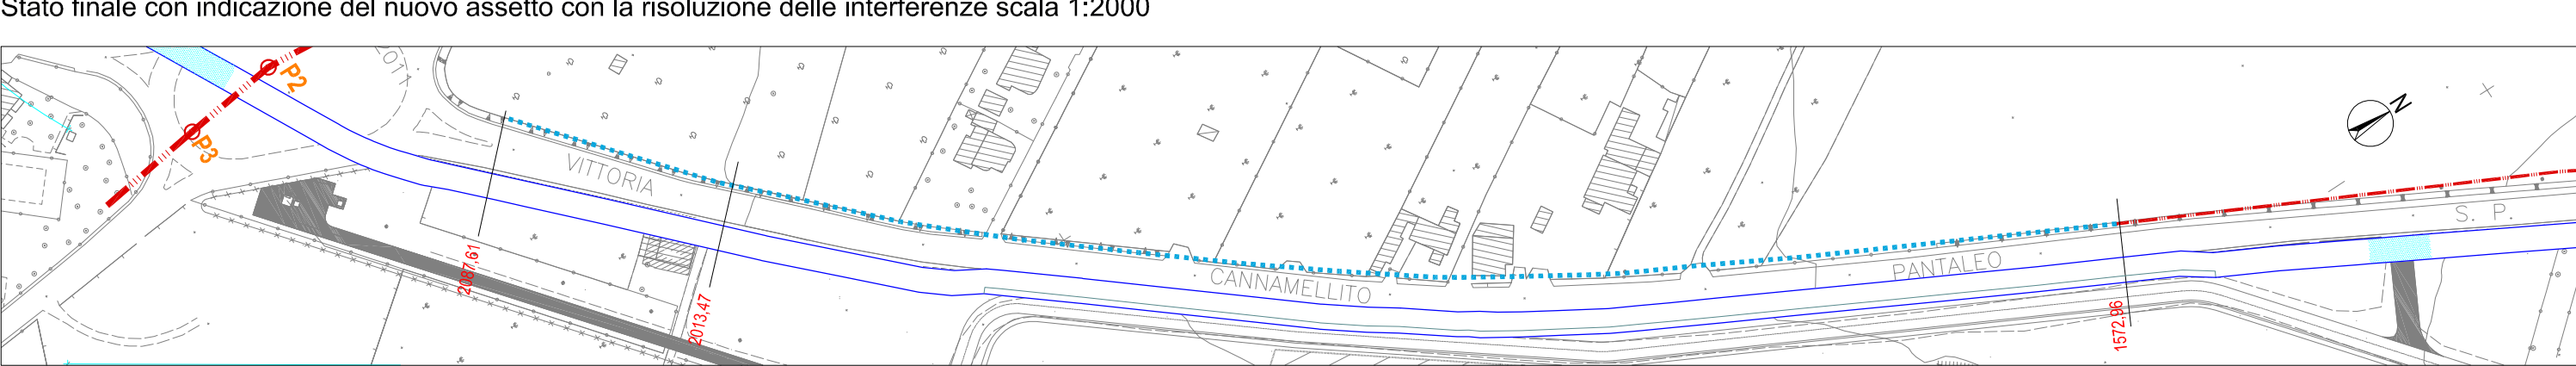 Stato finale con indicazione del nuovo assetto con la risoluzione delle interferenze scala 1:2000
P2
P3
VITTORIA
N
S. P.
CANNAMELLITO
PANTALEO
2087,61
2013,47
1572,96